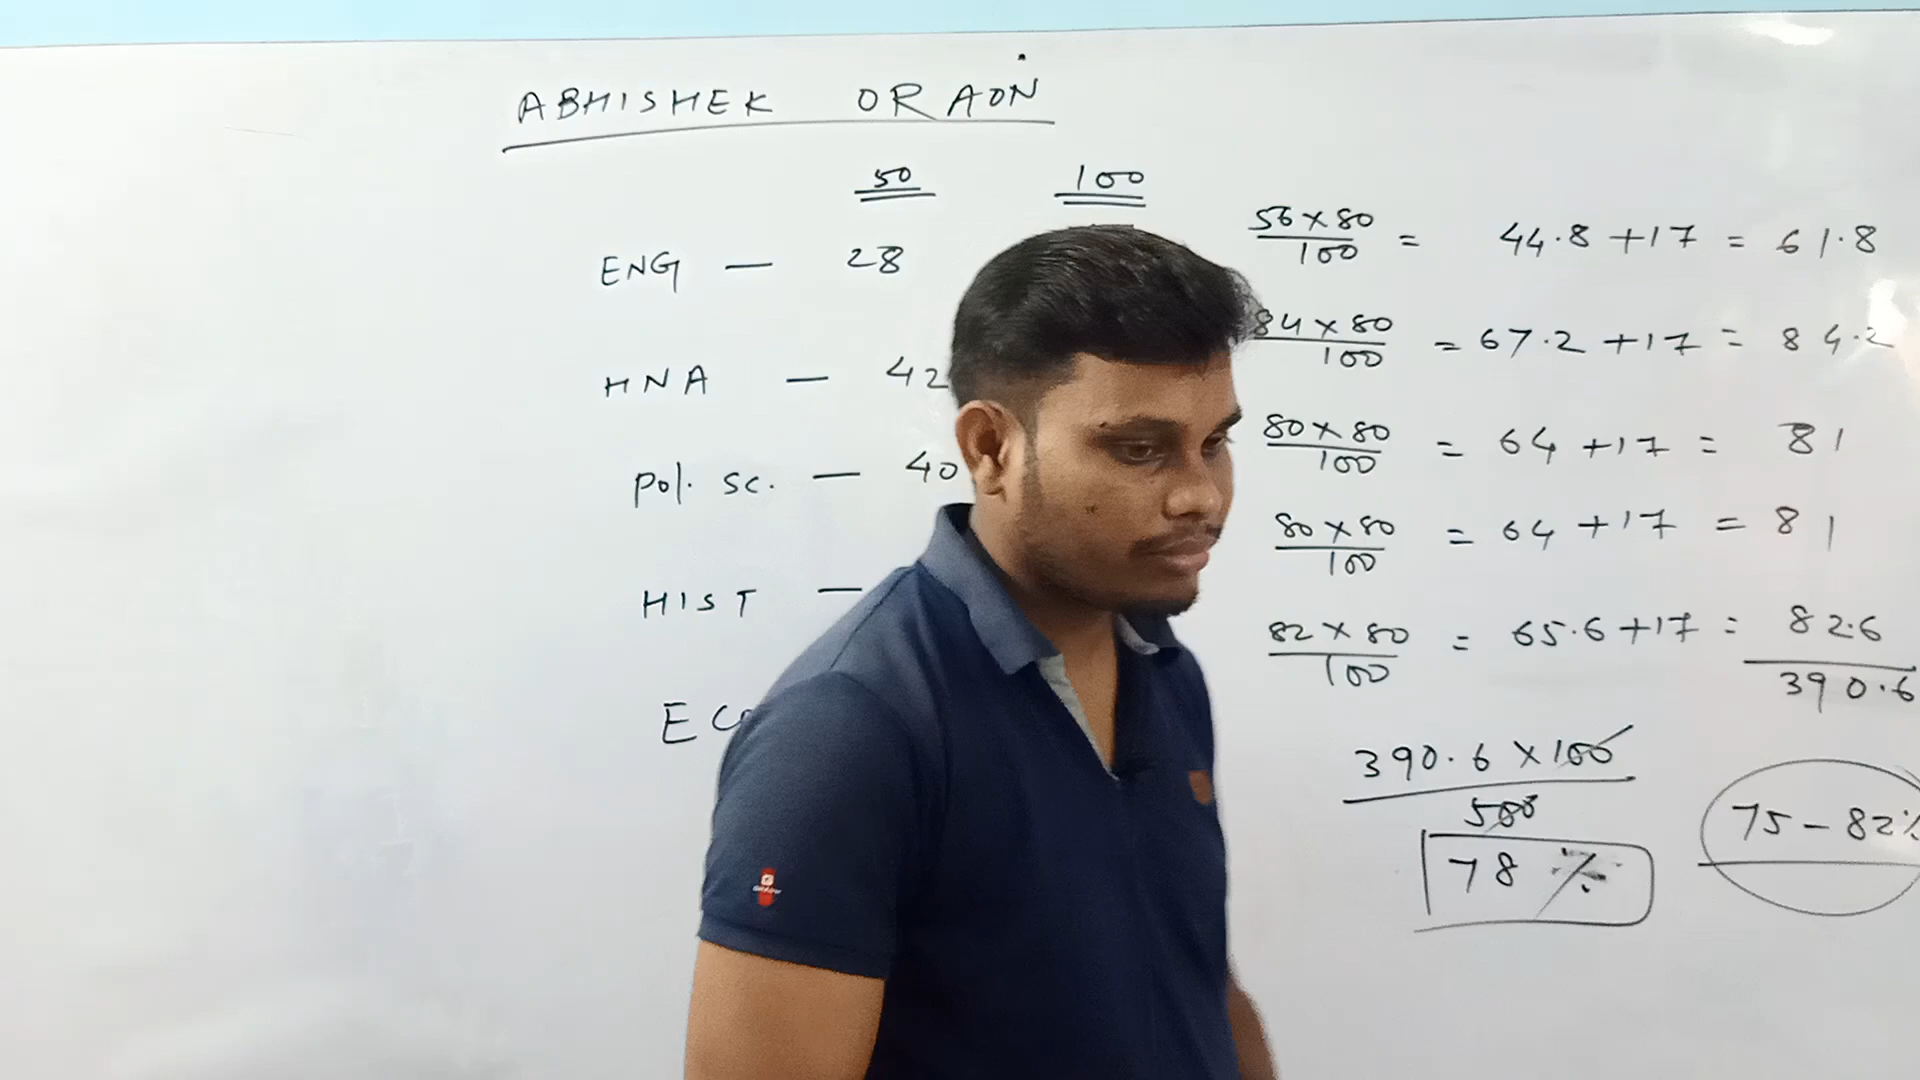 ABHISHEK ORAON
50 100
ENG — 28
56 × 80 / 100 = 44.8 + 17 = 61.8
HNA — 42
84 × 80 / 100 = 67.2 + 17 = 84.2
Pol. Sc. — 40
80 × 80 / 100 = 64 + 17 = 81
HIST —
80 × 80 / 100 = 64 + 17 = 81
82 × 80 / 100 = 65.6 + 17 = 82.6
390.6
390.6 × 100 / 500
78 %
75 – 82%